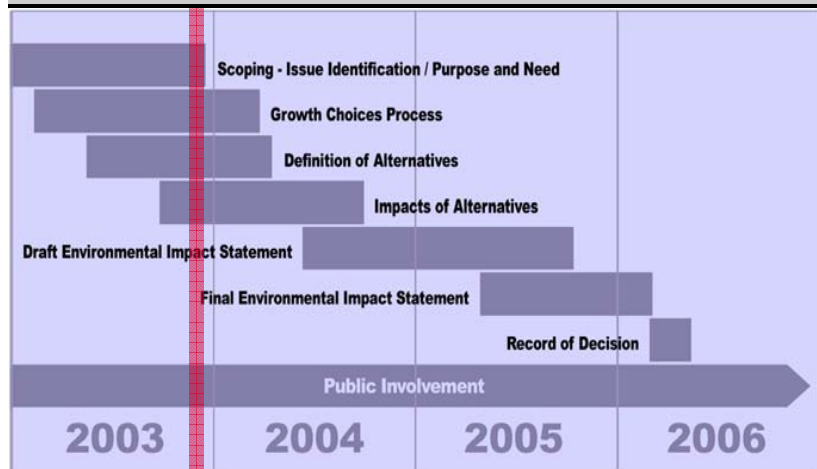 Scoping - Issue Identification / Purpose and Need
Growth Choices Process
Definition of Alternatives
Impacts of Alternatives
Draft Environmental Impact Statement
Final Environmental Impact Statement
Record of Decision
Public Involvement
2003 2004 2005 2006